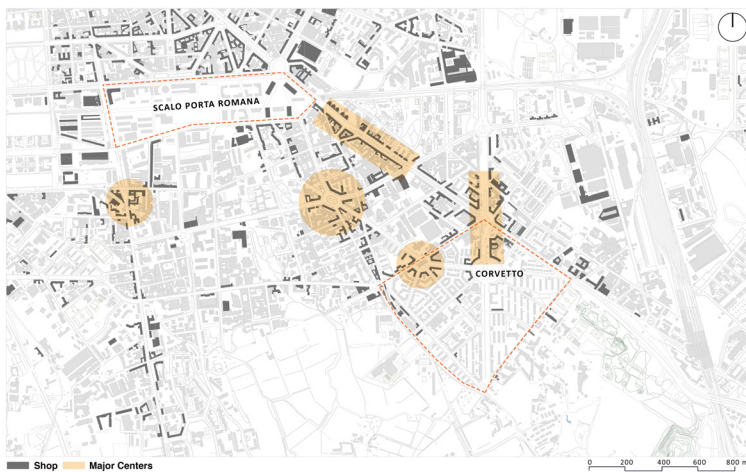 SCALO PORTA ROMANA
CORVETTO
Shop Major Centers
0 200 400 600 800 m